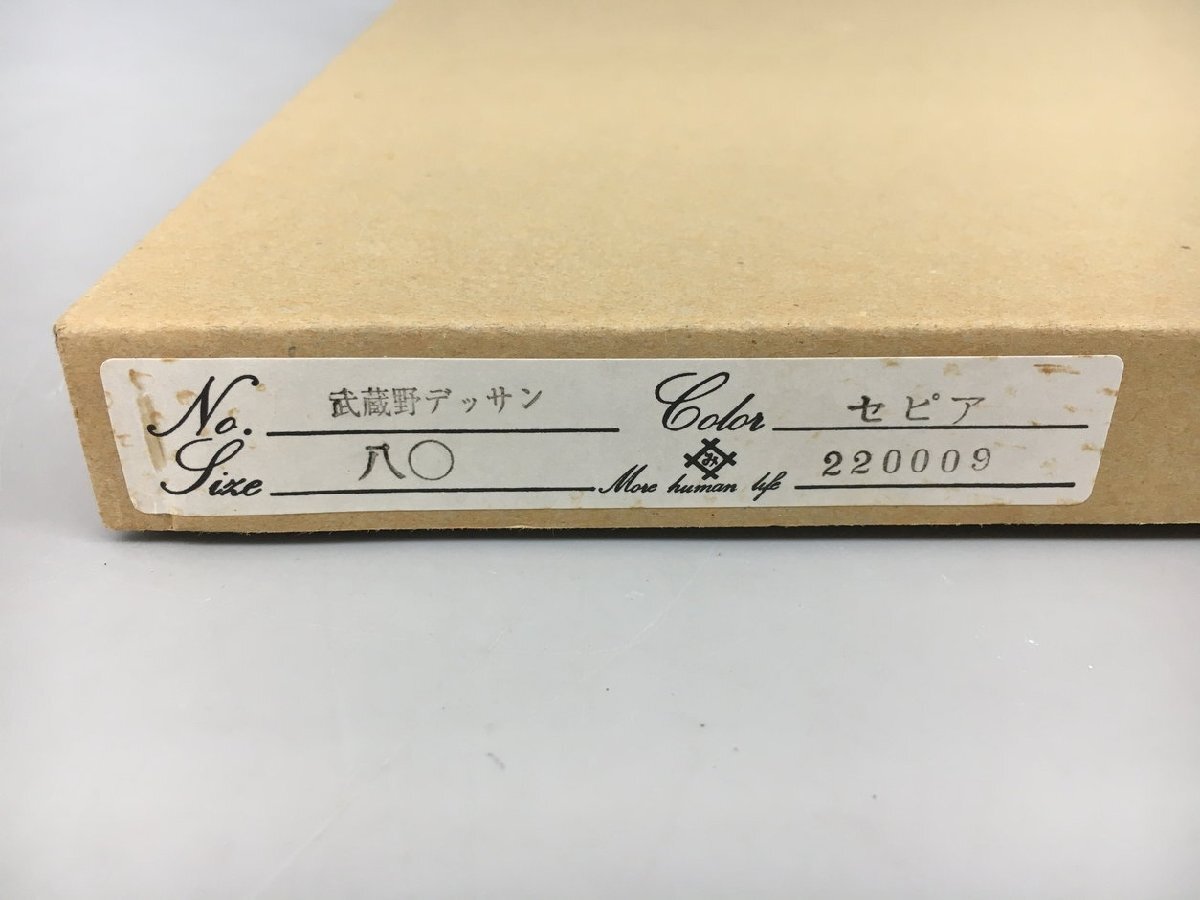 No. 武蔵野デッサン Color セピア
Size 八〇 み More human life 220009